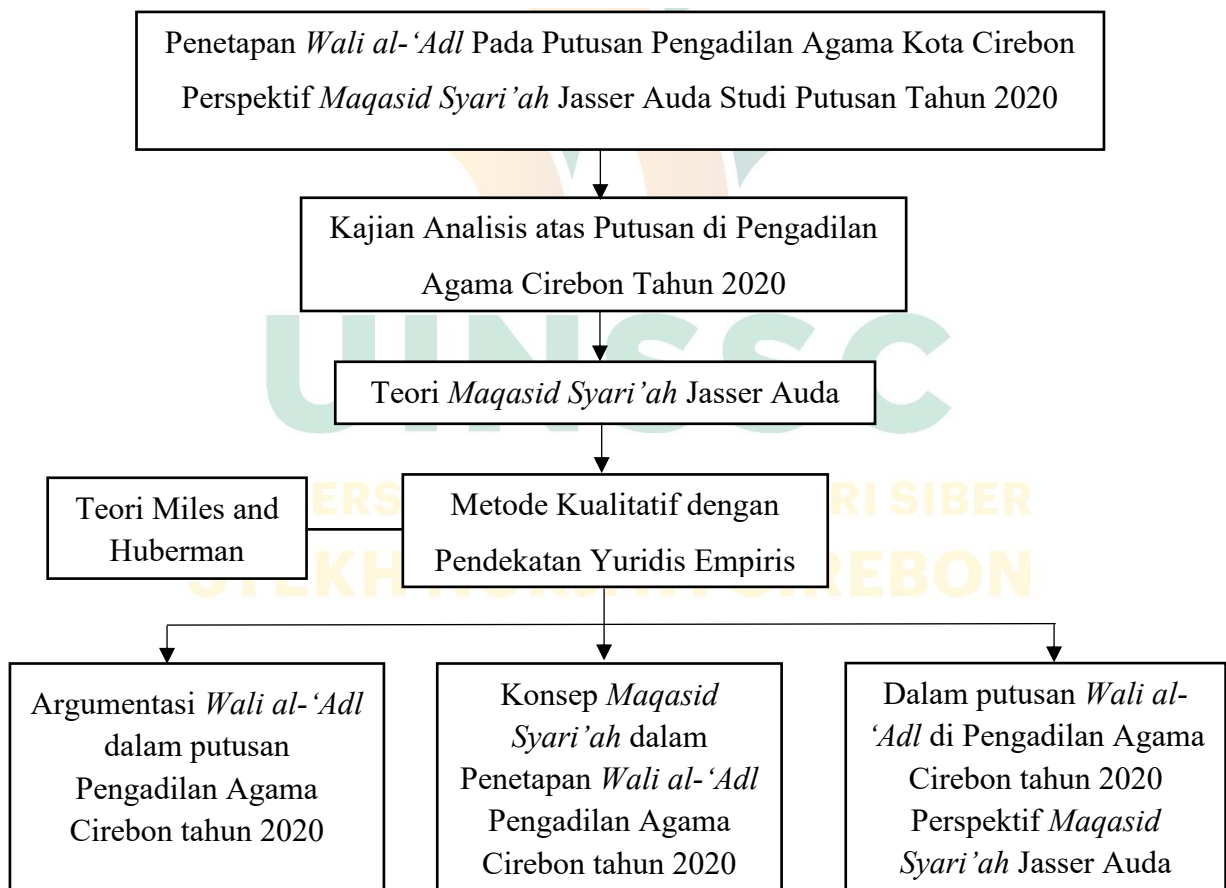 Penetapan Wali al-‘Adl Pada Putusan Pengadilan Agama Kota Cirebon
Perspektif Maqasid Syari’ah Jasser Auda Studi Putusan Tahun 2020
Kajian Analisis atas Putusan di Pengadilan
Agama Cirebon Tahun 2020
UINSSC
Teori Maqasid Syari’ah Jasser Auda
Teori Miles and
Huberman
Metode Kualitatif dengan
Pendekatan Yuridis Empiris
SIBER
Argumentasi Wali al-‘Adl
dalam putusan
Pengadilan Agama
Cirebon tahun 2020
Konsep Maqasid
Syari’ah dalam
Penetapan Wali al-‘Adl
Pengadilan Agama
Cirebon tahun 2020
Dalam putusan Wali al-
‘Adl di Pengadilan Agama
Cirebon tahun 2020
Perspektif Maqasid
Syari’ah Jasser Auda